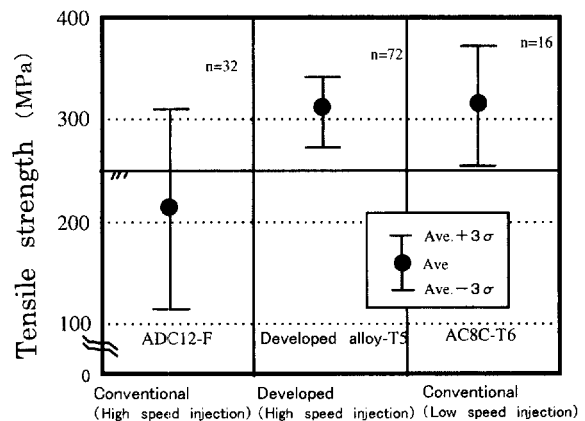 Tensile strength (MPa)
400
300
200
100
0
n=32
n=72
n=16
Ave.+3σ
Ave
Ave.-3σ
ADC12-F
Developed alloy-T5
AC8C-T6
Conventional
(High speed injection)
Developed
(High speed injection)
Conventional
(Low speed injection)